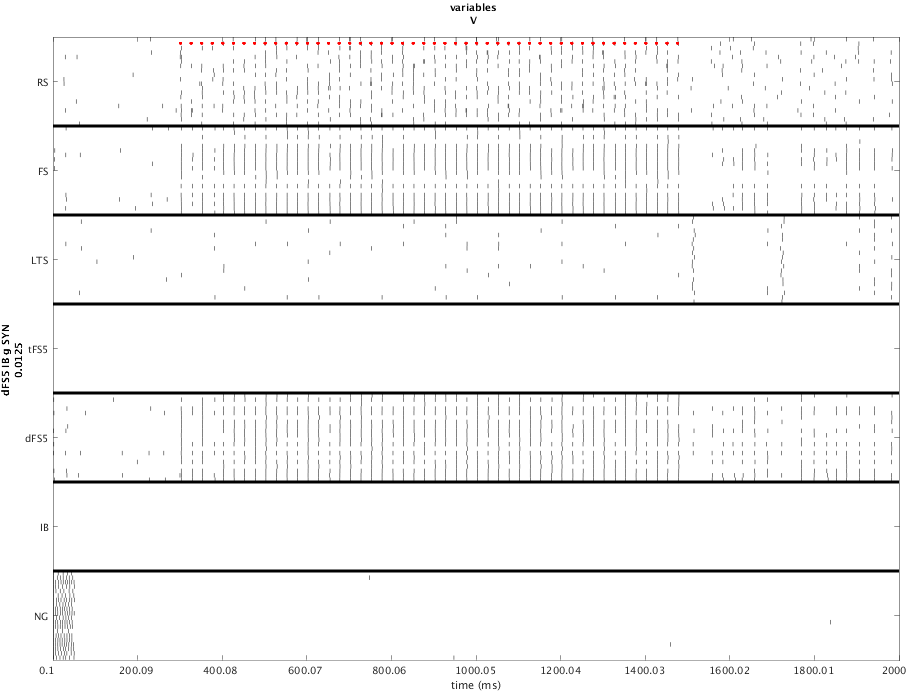 variables
V
RS
FS
LTS
tFS5
dFS5
IB
NG
dFS5 IB g SYN
0.0125
0.1 200.09 400.08 600.07 800.06 1000.05 1200.04 1400.03 1600.02 1800.01 2000
time (ms)